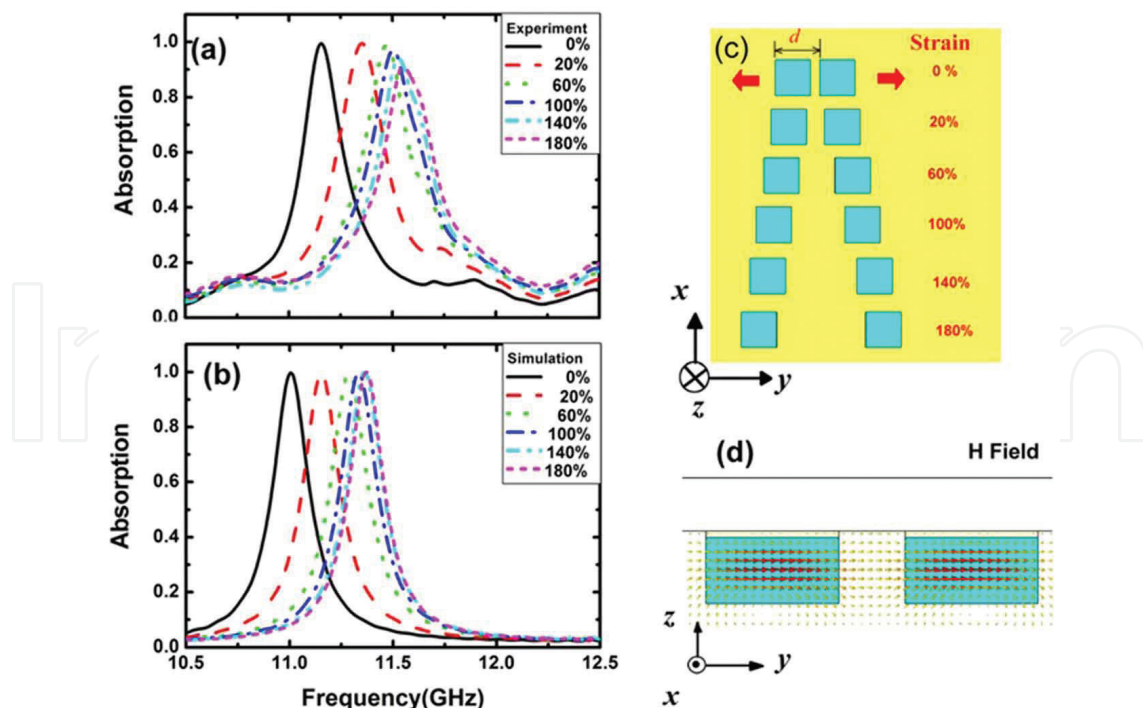 (a)
Experiment
0%
20%
60%
100%
140%
180%
1.0
0.8
0.6
0.4
0.2
0.0
Absorption
(b)
Simulation
0%
20%
60%
100%
140%
180%
1.0
0.8
0.6
0.4
0.2
0.0
Absorption
10.5 11.0 11.5 12.0 12.5
Frequency(GHz)
(c)
d
Strain
0 %
20%
60%
100%
140%
180%
x
y
z
(d)
H Field
z
y
x